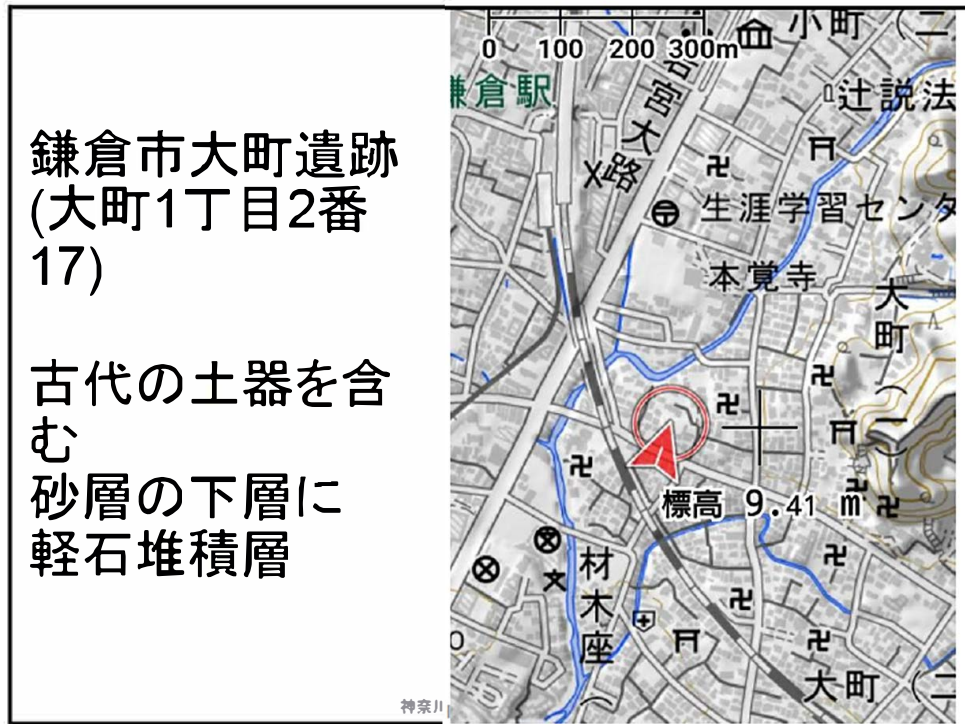 鎌倉市大町遺跡
(大町1丁目2番
17)
古代の土器を含
む
砂層の下層に
軽石堆積層
神奈川
0 100 200 300m
小町（二
鎌倉駅
若宮大路
辻説法
生涯学習センタ
本覚寺
大町（一）
標高 9.41 m
材木座（
大町（二